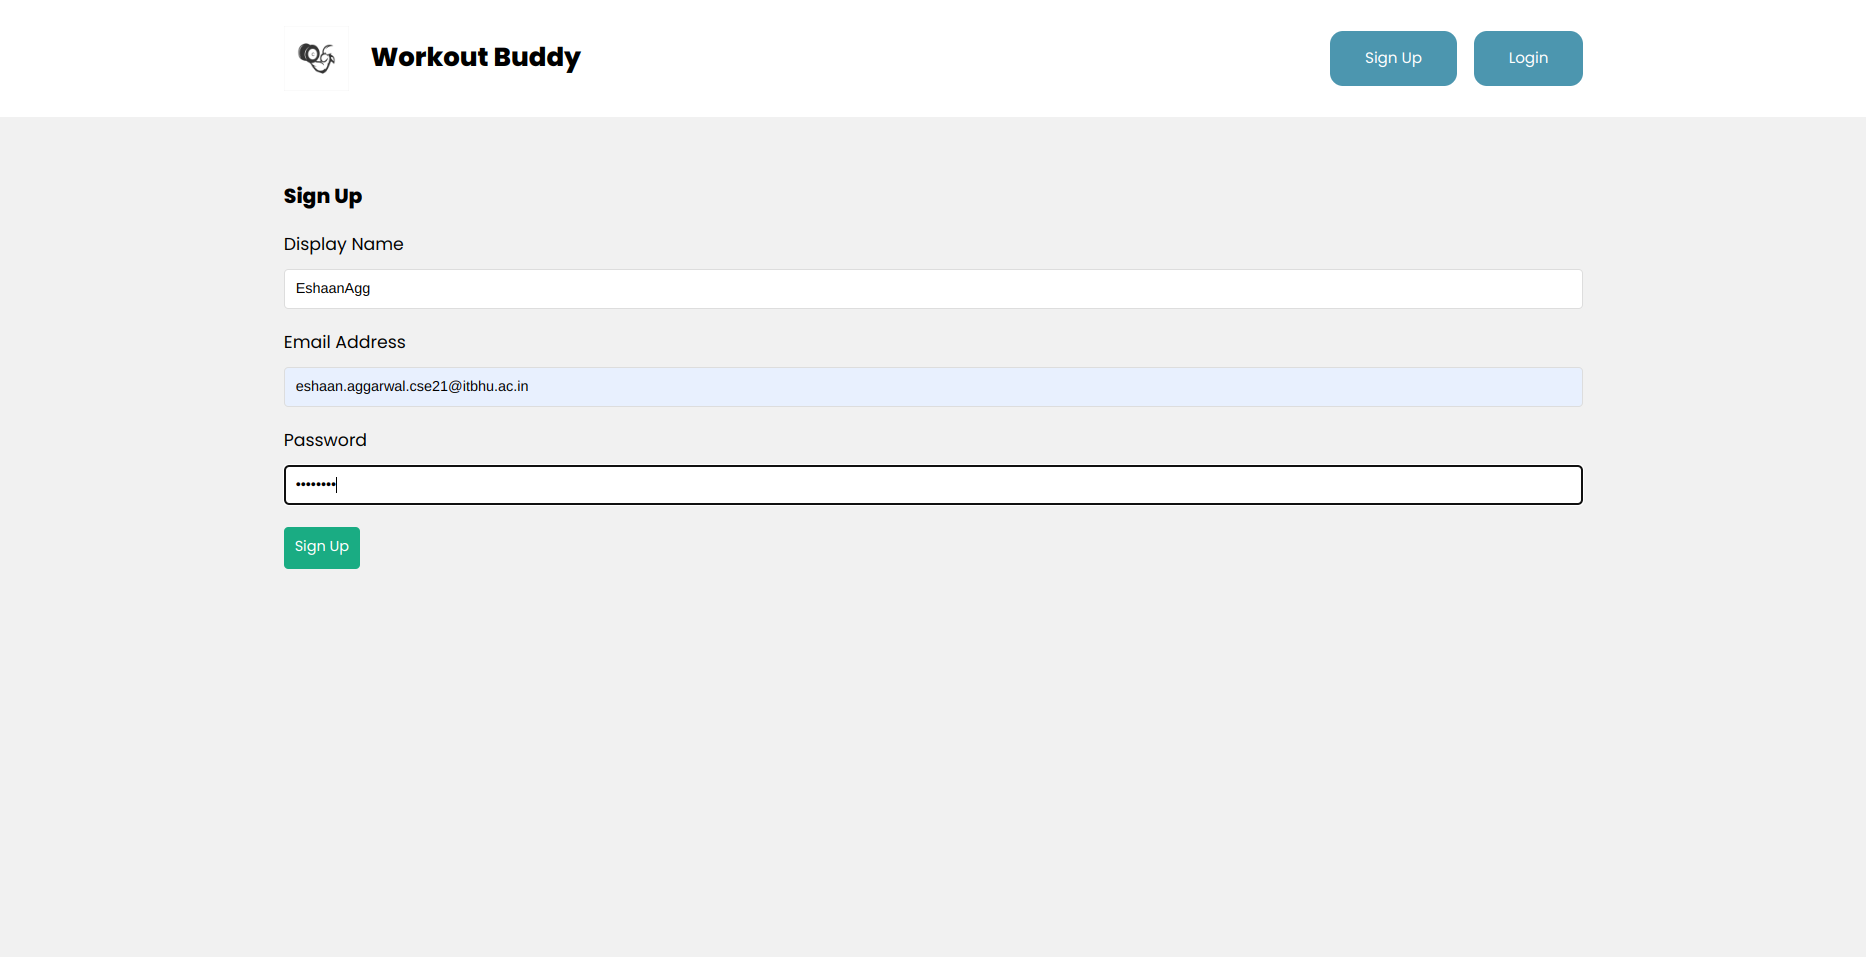 Workout Buddy
Sign Up
Login
Sign Up
Display Name
EshaanAgg
Email Address
eshaan.aggarwal.cse21@itbhu.ac.in
Password
••••••••
Sign Up